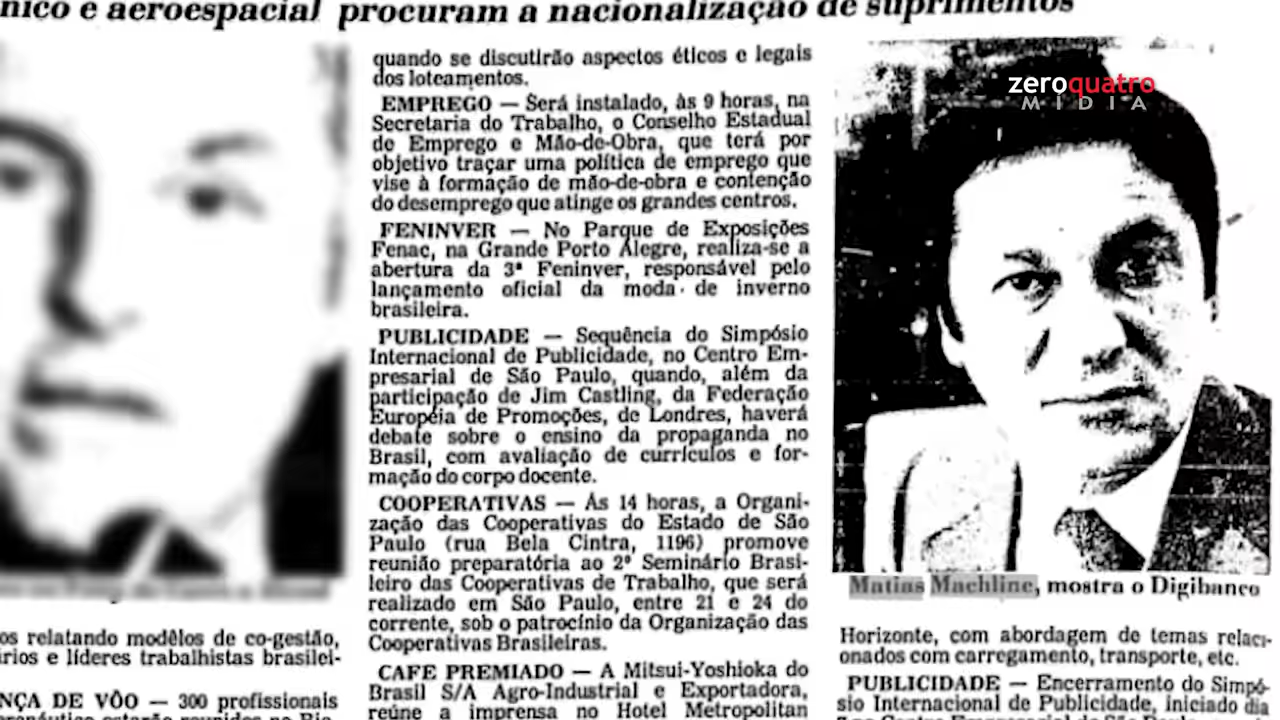 nico e aeroespacial procuram a nacionalização de suprimentos
zeroquatro
MÍDIA
os relatando modêlos de co-gestão,
rios e líderes trabalhistas brasilei-
NÇA DE VÔO — 300 profissionais
quando se discutirão aspectos éticos e legais
dos loteamentos.
EMPREGO — Será instalado, às 9 horas, na
Secretaria do Trabalho, o Conselho Estadual
de Emprego e Mão-de-Obra, que terá por
objetivo traçar uma política de emprego que
vise à formação de mão-de-obra e contenção
do desemprego que atinge os grandes centros.
FENINVER — No Parque de Exposições
Fenac, na Grande Porto Alegre, realiza-se a
abertura da 3ª Feninver, responsável pelo
lançamento oficial da moda de inverno
brasileira.
PUBLICIDADE — Sequência do Simpósio
Internacional de Publicidade, no Centro Em-
presarial de São Paulo, quando, além da
participação de Jim Castling, da Federação
Européia de Promoções, de Londres, haverá
debate sobre o ensino da propaganda no
Brasil, com avaliação de currículos e for-
mação do corpo docente.
COOPERATIVAS — Ás 14 horas, a Organi-
zação das Cooperativas do Estado de São
Paulo (rua Bela Cintra, 1196) promove
reunião preparatória ao 2º Seminário Brasi-
leiro das Cooperativas de Trabalho, que será
realizado em São Paulo, entre 21 e 24 do
corrente, sob o patrocínio da Organização das
Cooperativas Brasileiras.
CAFE PREMIADO — A Mitsui-Yoshioka do
Brasil S/A Agro-Industrial e Exportadora,
reúne a imprensa no Hotel Metropolitan
Matias Machline, mostra o Digibanco
Horizonte, com abordagem de temas relaci-
onados com carregamento, transporte, etc.
PUBLICIDADE — Encerramento do Simpó-
sio Internacional de Publicidade, iniciado dia